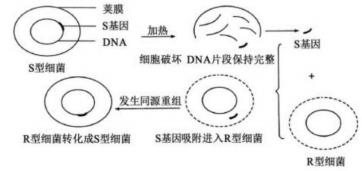 荚膜
S基因
DNA
S型细菌
加热
细胞破坏 DNA片段保持完整
S基因
+
R型细菌
S基因吸附进入R型细菌
发生同源重组
R型细菌转化成S型细菌